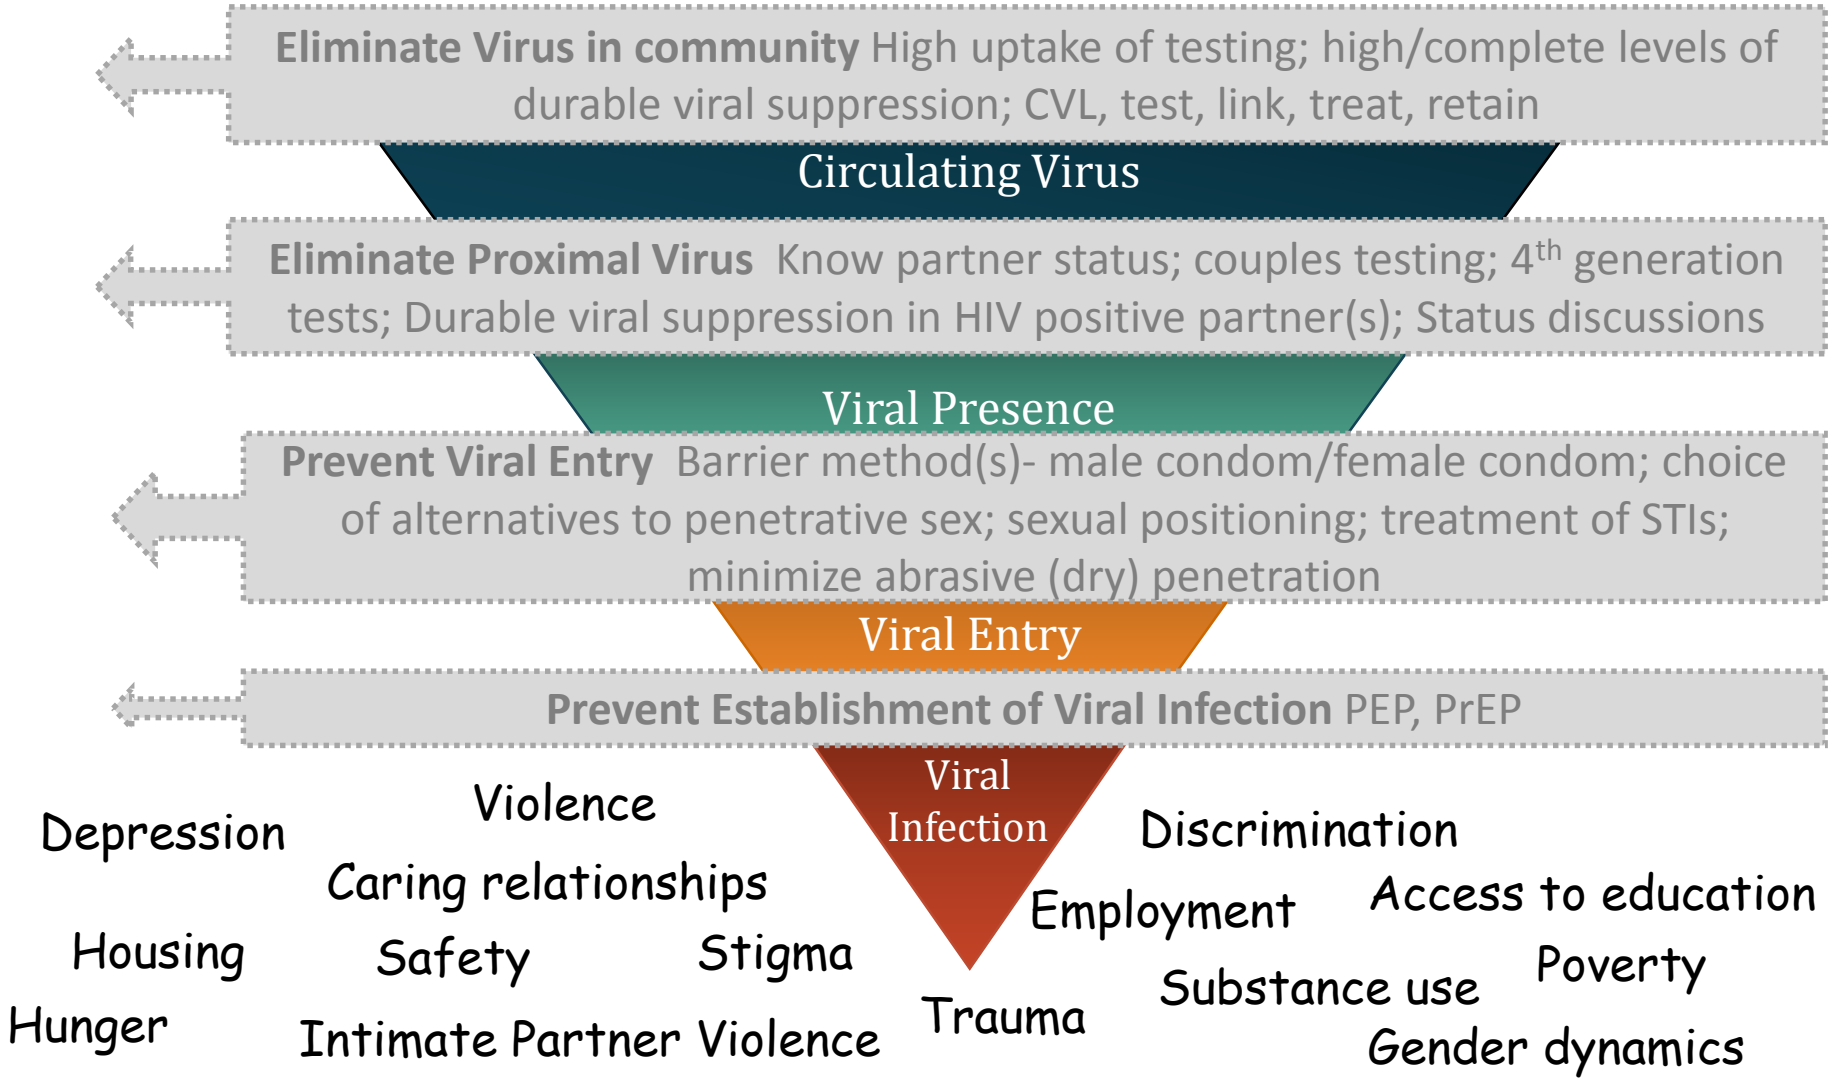 Eliminate Virus in community High uptake of testing; high/complete levels of
durable viral suppression; CVL, test, link, treat, retain
Circulating Virus
Eliminate Proximal Virus Know partner status; couples testing; 4th generation
tests; Durable viral suppression in HIV positive partner(s); Status discussions
Viral Presence
Prevent Viral Entry Barrier method(s)- male condom/female condom; choice
of alternatives to penetrative sex; sexual positioning; treatment of STIs;
minimize abrasive (dry) penetration
Viral Entry
Prevent Establishment of Viral Infection PEP, PrEP
Viral
Infection
Depression
Violence
Caring relationships
Housing
Safety
Stigma
Hunger
Intimate Partner Violence
Trauma
Discrimination
Employment
Access to education
Substance use
Poverty
Gender dynamics